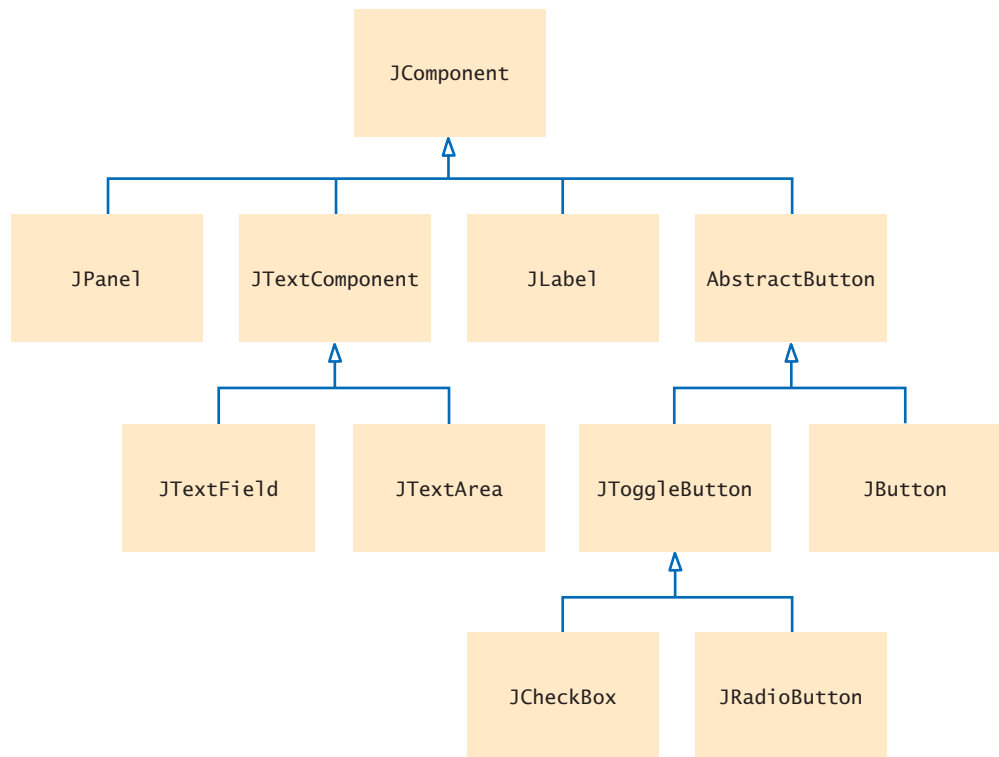 JComponent
JPanel
JTextComponent
JLabel
AbstractButton
JTextField
JTextArea
JToggleButton
JButton
JCheckBox
JRadioButton